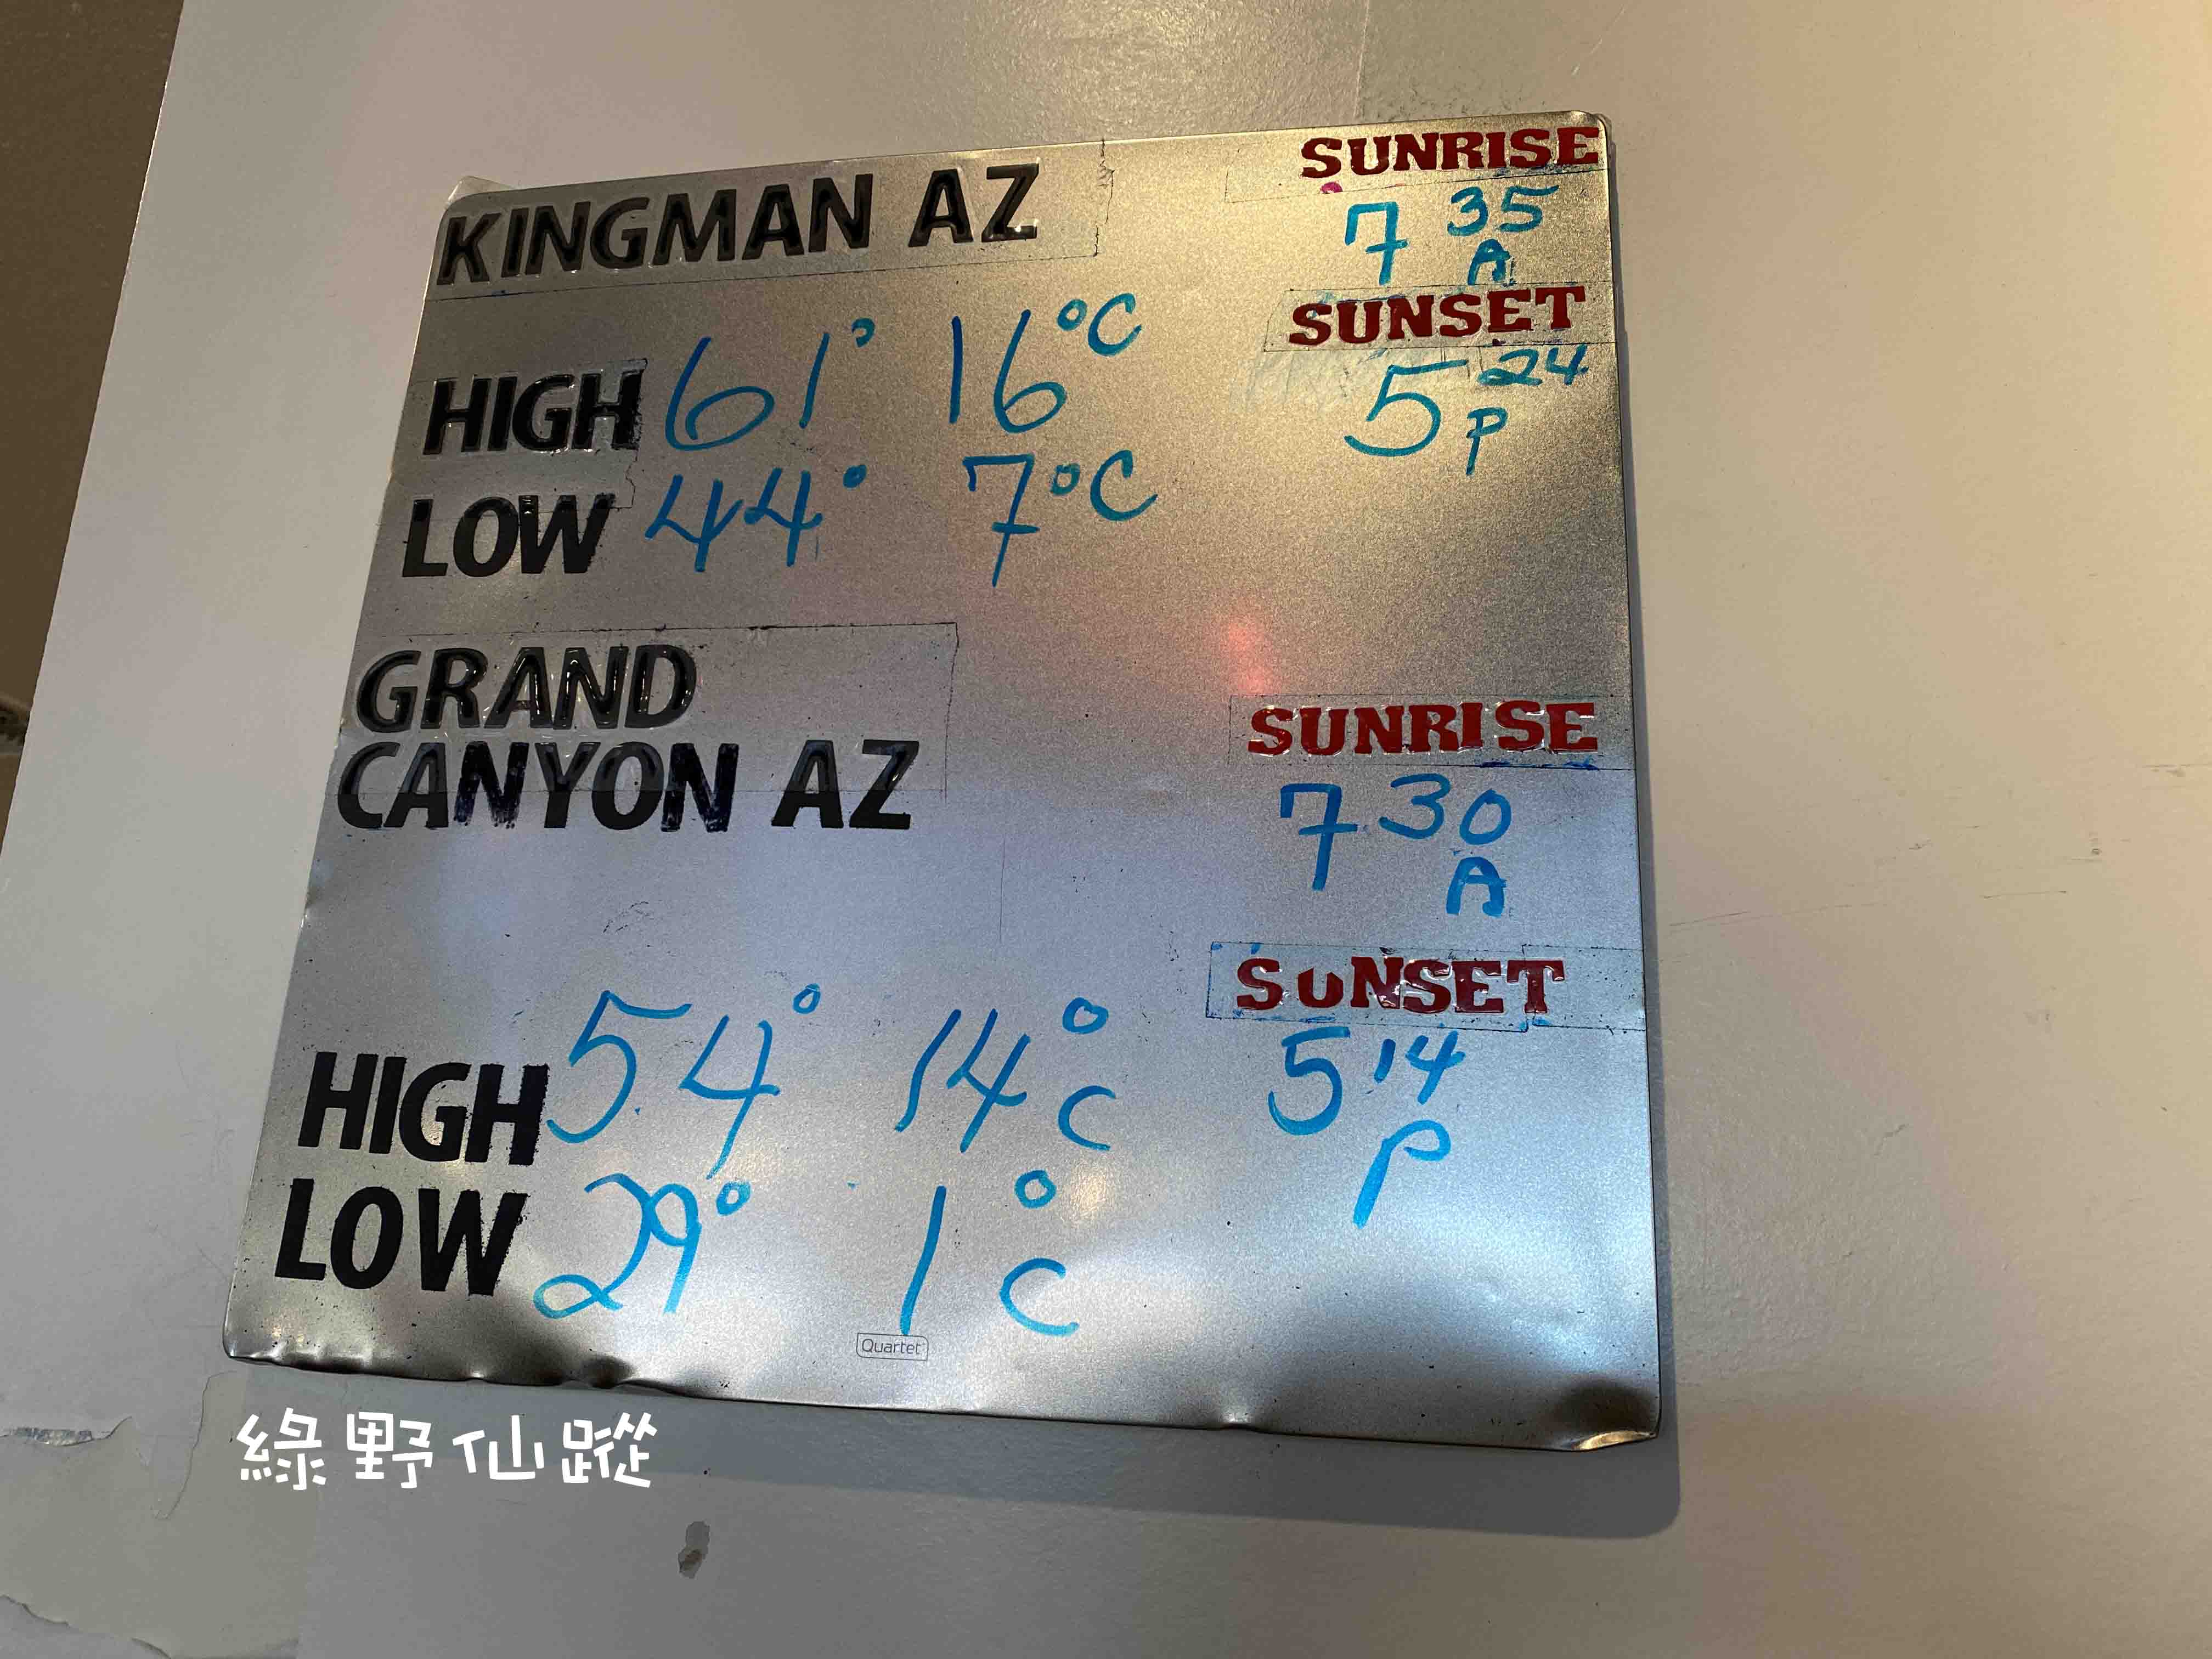 KINGMAN AZ
SUNRISE
7 35 A
HIGH 61° 16°C
SUNSET
5 24 P
LOW 44° 7°C
GRAND
CANYON AZ
SUNRISE
7 30 A
SUNSET
5 14 P
HIGH 54° 14°C
LOW 29° 1°C
Quartet
綠野仙蹤